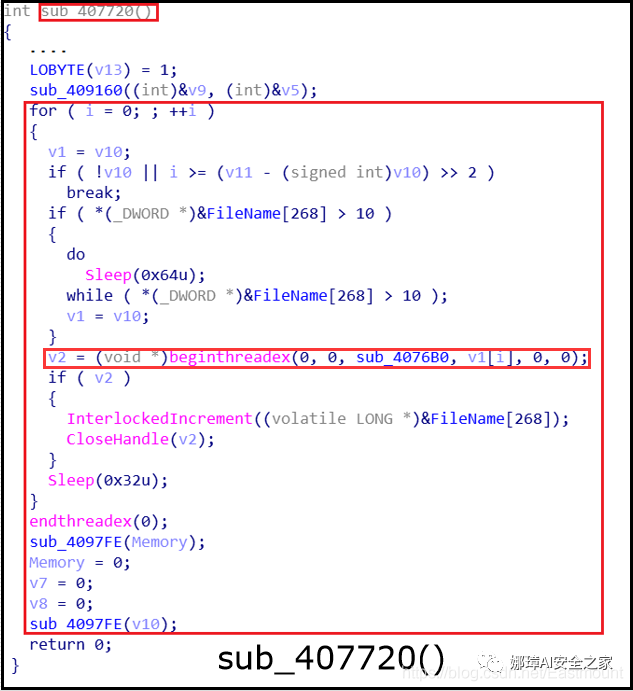 int sub_407720()
{
....
LOBYTE(v13) = 1;
sub_409160((int)&v9, (int)&v5);
for ( i = 0; ; ++i )
{
v1 = v10;
if ( !v10 || i >= (v11 - (signed int)v10) >> 2 )
break;
if ( *(_DWORD *)&FileName[268] > 10 )
{
do
Sleep(0x64u);
while ( *(_DWORD *)&FileName[268] > 10 );
v1 = v10;
}
v2 = (void *)beginthreadex(0, 0, sub_4076B0, v1[i], 0, 0);
if ( v2 )
{
InterlockedIncrement((volatile LONG *)&FileName[268]);
CloseHandle(v2);
}
Sleep(0x32u);
}
endthreadex(0);
sub_4097FE(Memory);
Memory = 0;
v7 = 0;
v8 = 0;
sub_4097FE(v10);
return 0;
}
sub_407720()
https://blog.csdn.net/Eastmount
娜璋AI安全之家